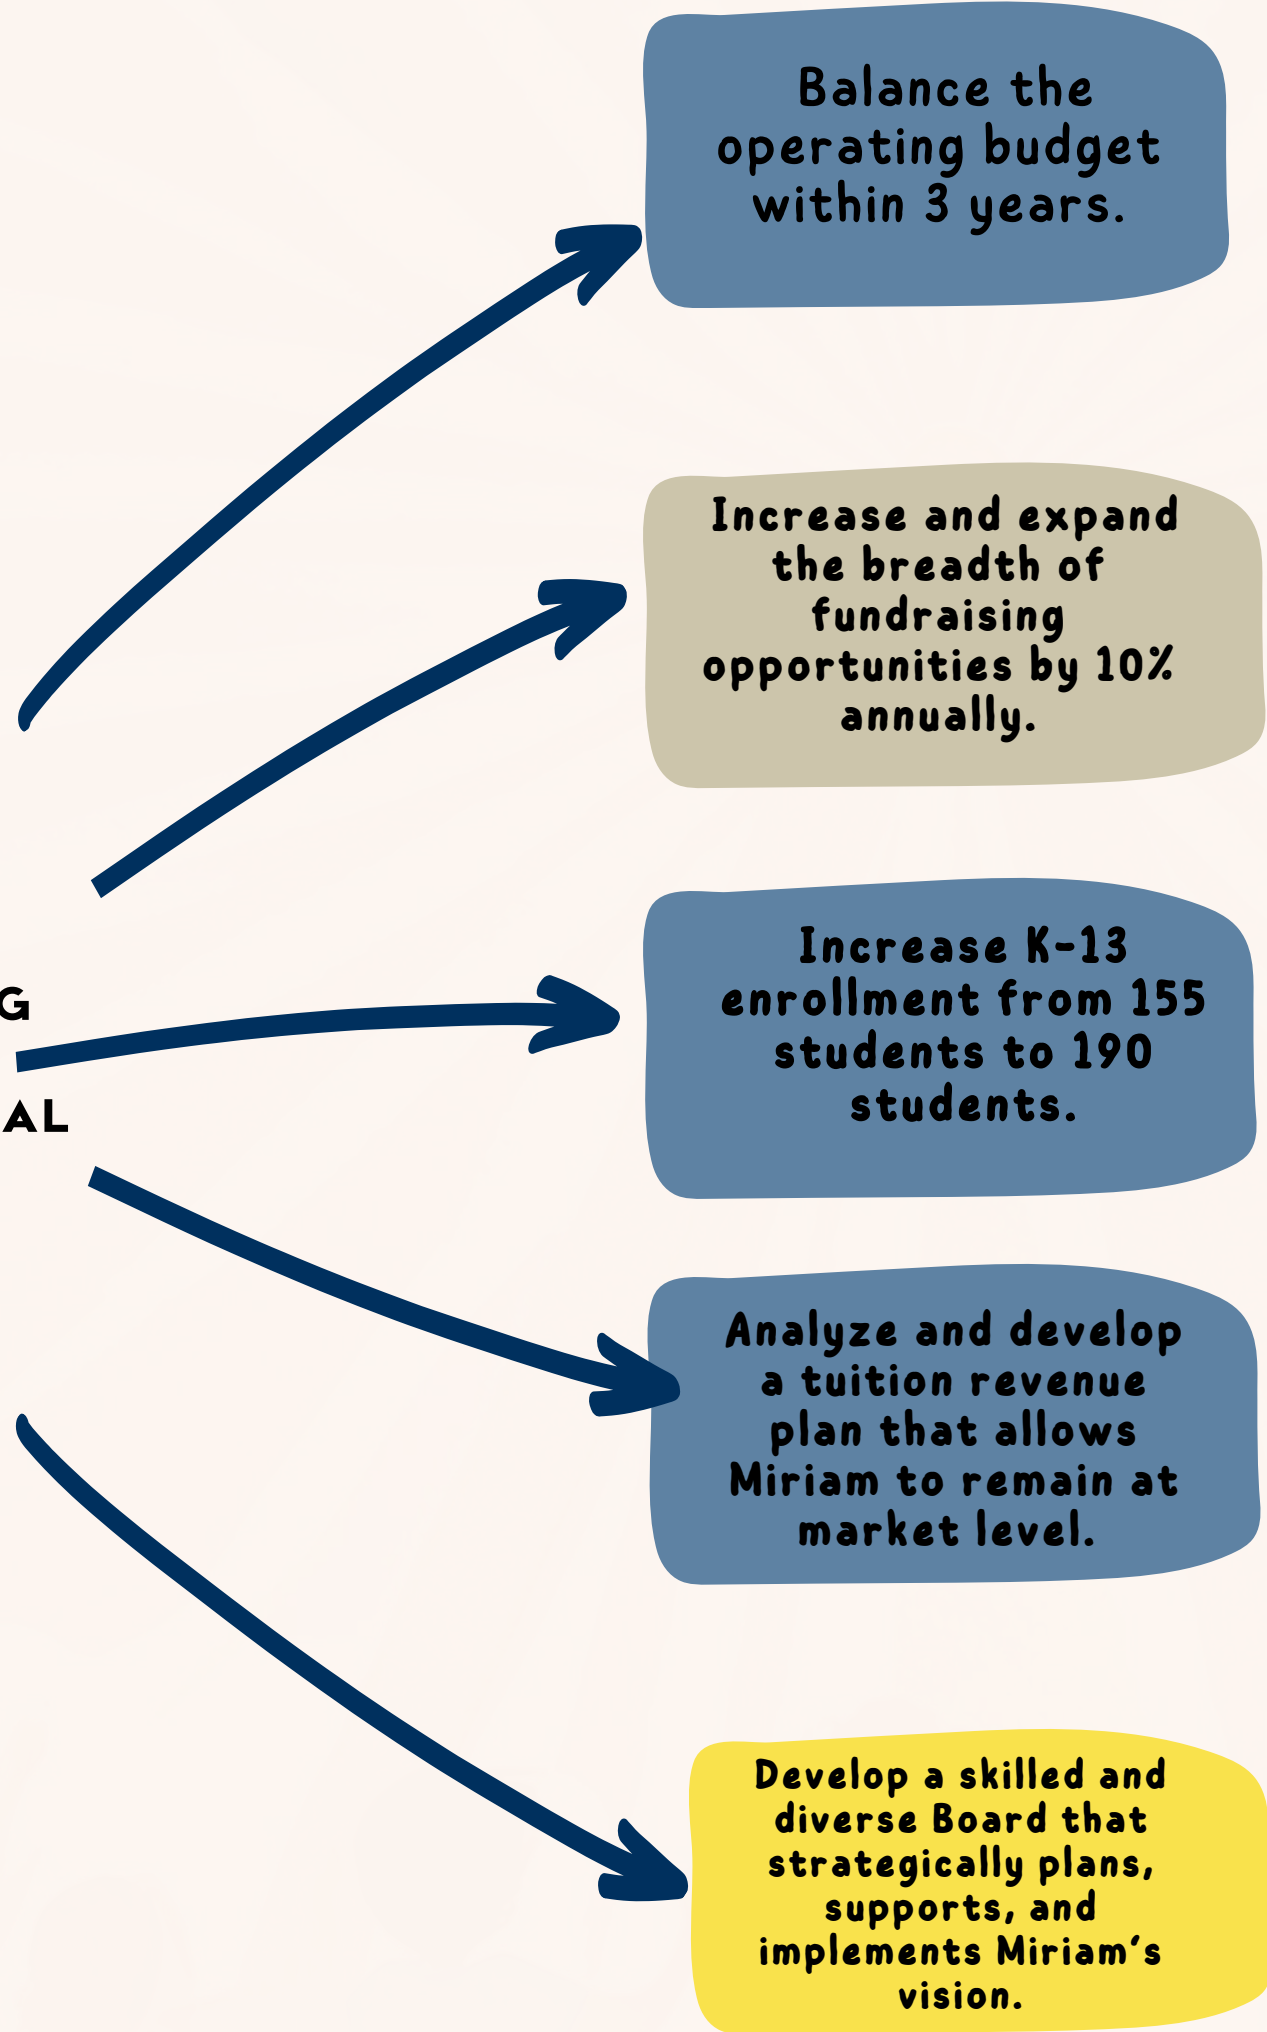 Balance the
operating budget
within 3 years.
Increase and expand
the breadth of
fundraising
opportunities by 10%
annually.
G
AL
Increase K-13
enrollment from 155
students to 190
students.
Analyze and develop
a tuition revenue
plan that allows
Miriam to remain at
market level.
Develop a skilled and
diverse Board that
strategically plans,
supports, and
implements Miriam’s
vision.